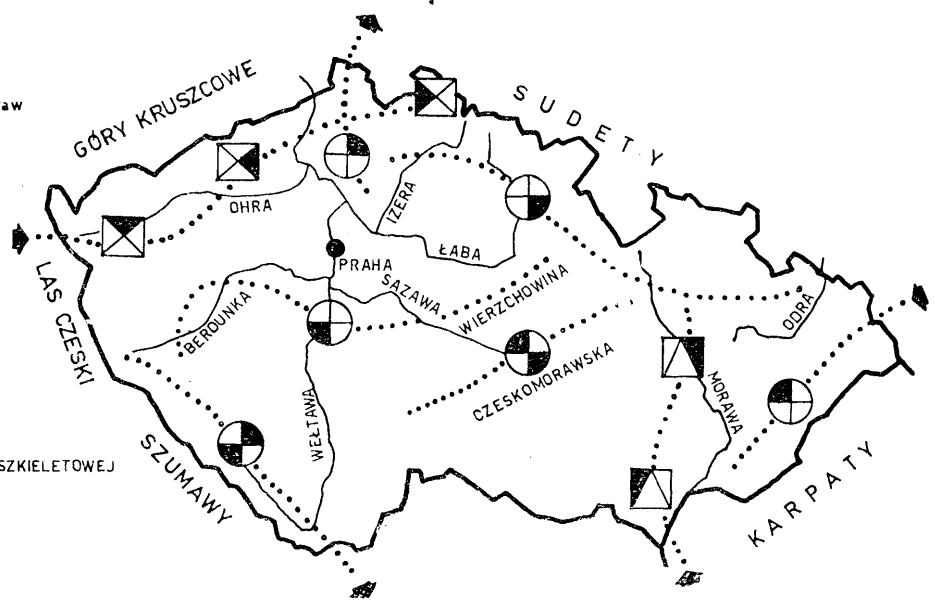 aw
GÓRY KRUSZCOWE
SUDETY
OHRA
IZERA
ŁABA
PRAHA
SAZAWA
WIERZCHOWINA
LAS CZESKI
BEROUNKA
ODRA
CZESKOMORAWSKA
MORAWA
WEŁTAWA
SZKIELETOWEJ
SZUMAWY
KARPATY